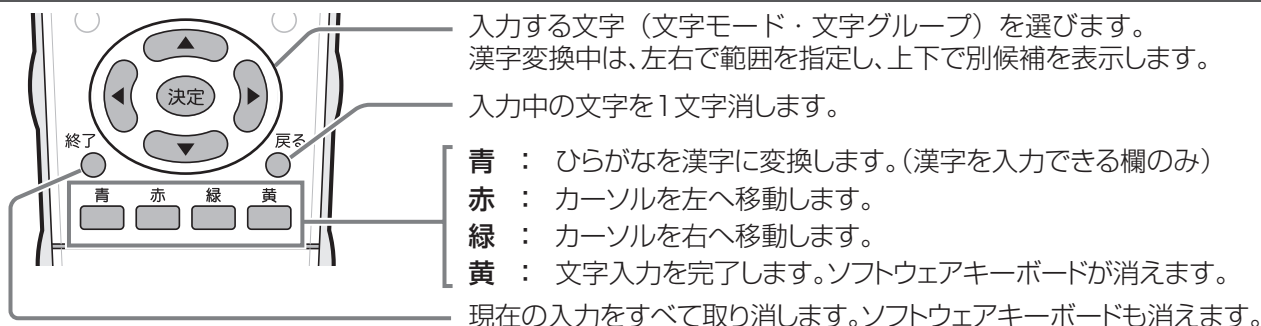 入力する文字（文字モード・文字グループ）を選びます。
漢字変換中は、左右で範囲を指定し、上下で別候補を表示します。
決定
入力中の文字を1文字消します。
終了
戻る
青 赤 緑 黄
青 ： ひらがなを漢字に変換します。（漢字を入力できる欄のみ）
赤 ： カーソルを左へ移動します。
緑 ： カーソルを右へ移動します。
黄 ： 文字入力を完了します。ソフトウェアキーボードが消えます。
現在の入力をすべて取り消します。ソフトウェアキーボードも消えます。